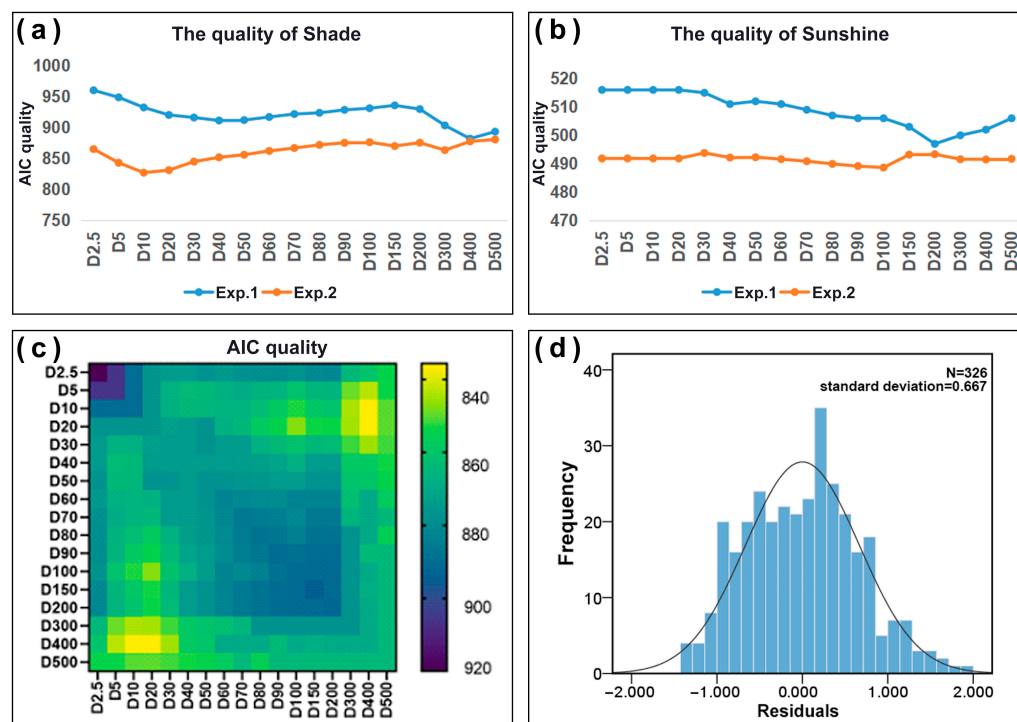 (a)
The quality of Shade
AIC quality
1000
950
900
850
800
750
D2.5 D5 D10 D20 D30 D40 D50 D60 D70 D80 D90 D100 D150 D200 D300 D400 D500
Exp.1 Exp.2
(b)
The quality of Sunshine
AIC quality
520
510
500
490
480
470
D2.5 D5 D10 D20 D30 D40 D50 D60 D70 D80 D90 D100 D150 D200 D300 D400 D500
Exp.1 Exp.2
(c)
AIC quality
D2.5
D5
D10
D20
D30
D40
D50
D60
D70
D80
D90
D100
D150
D200
D300
D400
D500
D2.5 D5 D10 D20 D30 D40 D50 D60 D70 D80 D90 D100 D150 D200 D300 D400 D500
840
860
880
900
920
(d)
N=326
standard deviation=0.667
Frequency
40
30
20
10
0
−2.000 −1.000 0.000 1.000 2.000
Residuals